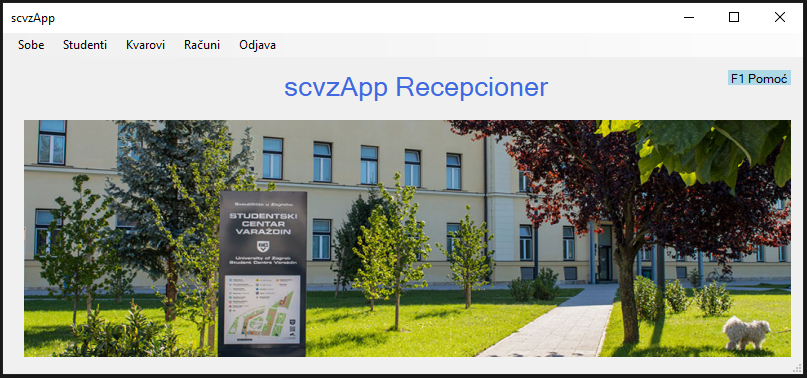 scvzApp
Sobe Studenti Kvarovi Računi Odjava
scvzApp Recepcioner
F1 Pomoć
Sveučilište u Zagrebu
STUDENTSKI
CENTAR
VARAŽDIN
University of Zagreb
Student Centre Varaždin